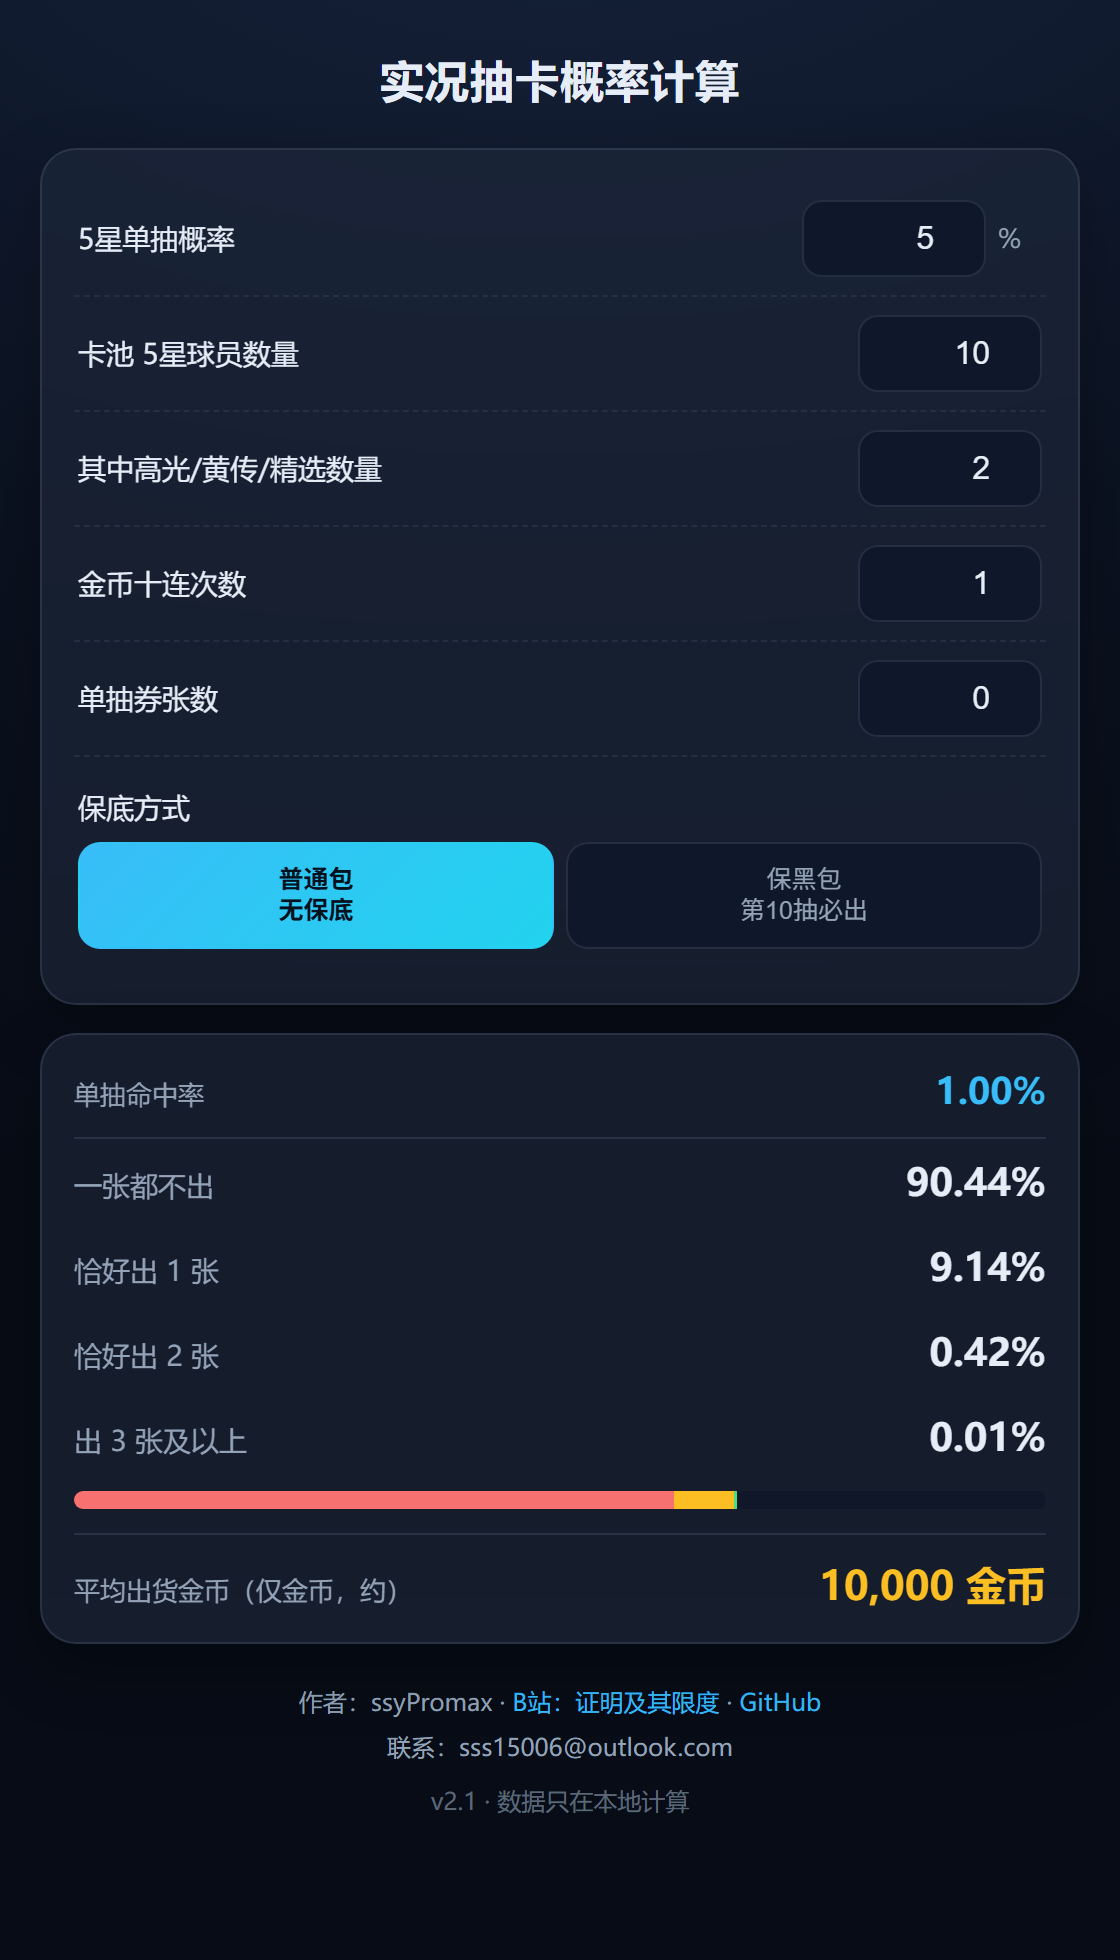 实况抽卡概率计算
5星单抽概率 5 %
卡池 5星球员数量 10
其中高光/黄传/精选数量 2
金币十连次数 1
单抽券张数 0
保底方式
普通包
无保底
保黑包
第10抽必出
单抽命中率 1.00%
一张都不出 90.44%
恰好出 1 张 9.14%
恰好出 2 张 0.42%
出 3 张及以上 0.01%
平均出货金币（仅金币，约） 10,000 金币
作者：ssyPromax · B站：证明及其限度 · GitHub
联系：sss15006@outlook.com
v2.1 · 数据只在本地计算